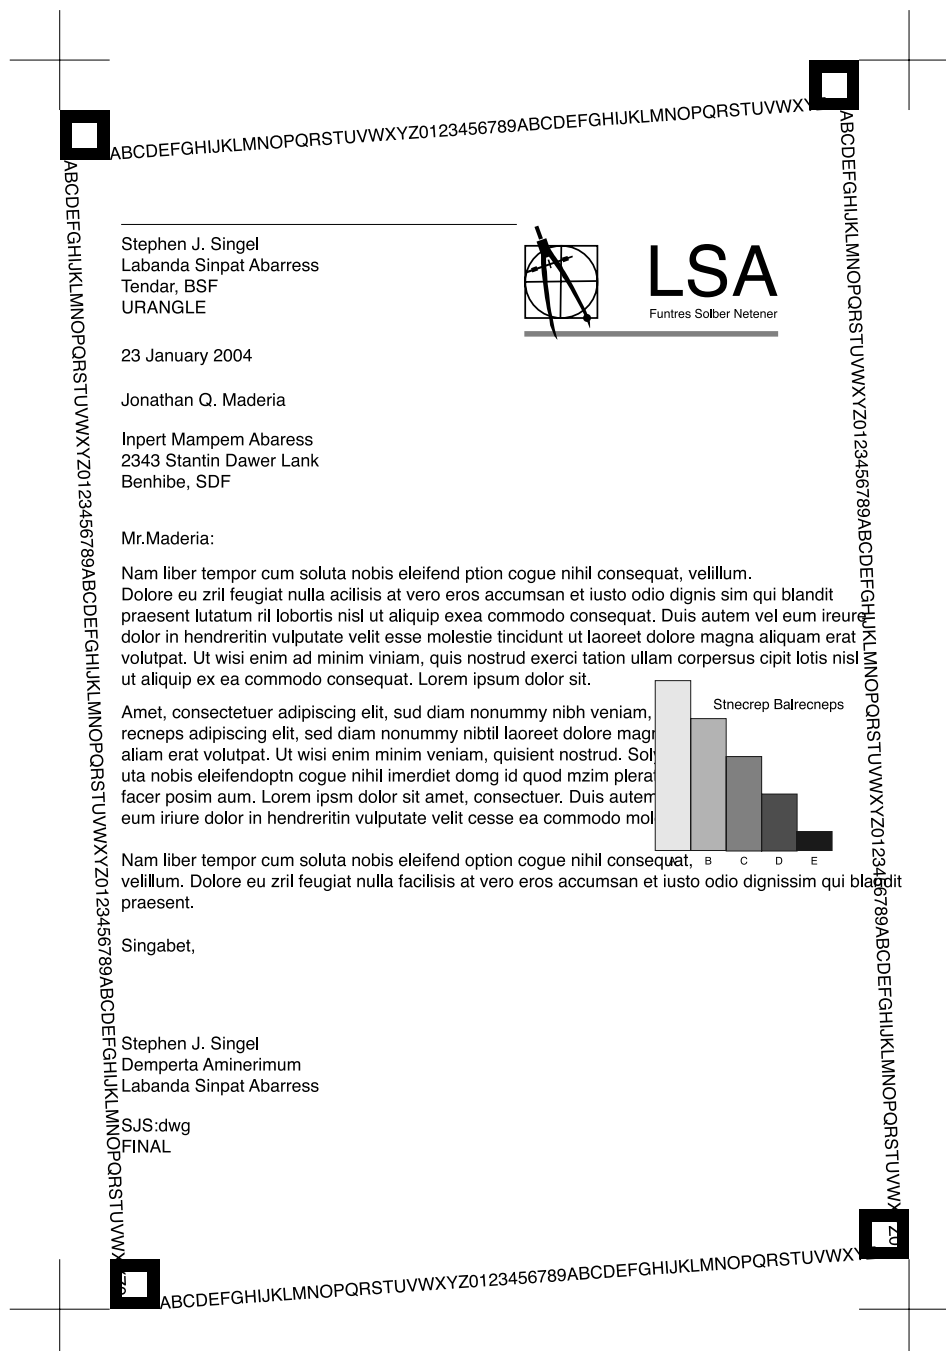 ABCDEFGHIJKLMNOPQRSTUVWXYZ0123456789ABCDEFGHIJKLMNOPQRSTUVWXY
ABCDEFGHIJKLMNOPQRSTUVWXYZ0123456789ABCDEFGHIJKLMNOPQRSTUVWXYZ0123456789ABCDEFGHIJKLMNOPQRSTUVWX
ABCDEFGHIJKLMNOPQRSTUVWXYZ0123456789ABCDEFGHIJKLMNOPQRSTUVWXYZ0123456789ABCDEFGHIJKLMNOPQRSTUVWX Z0
Stephen J. Singel
Labanda Sinpat Abarress
Tendar, BSF
URANGLE
LSA
Funtres Solber Netener
23 January 2004
Jonathan Q. Maderia
Inpert Mampem Abaress
2343 Stantin Dawer Lank
Benhibe, SDF
Mr.Maderia:
Nam liber tempor cum soluta nobis eleifend ption cogue nihil consequat, velillum.
Dolore eu zril feugiat nulla acilisis at vero eros accumsan et iusto odio dignis sim qui blandit
praesent lutatum ril lobortis nisl ut aliquip exea commodo consequat. Duis autem vel eum ireure
dolor in hendreritin vulputate velit esse molestie tincidunt ut laoreet dolore magna aliquam erat
volutpat. Ut wisi enim ad minim viniam, quis nostrud exerci tation ullam corpersus cipit lotis nisl
ut aliquip ex ea commodo consequat. Lorem ipsum dolor sit.
Amet, consectetuer adipiscing elit, sud diam nonummy nibh veniam,
recneps adipiscing elit, sed diam nonummy nibtil laoreet dolore magn
aliam erat volutpat. Ut wisi enim minim veniam, quisient nostrud. Soly
uta nobis eleifendoptn cogue nihil imerdiet domg id quod mzim plerat
facer posim aum. Lorem ipsm dolor sit amet, consectuer. Duis autem
eum iriure dolor in hendreritin vulputate velit cesse ea commodo mol
Stnecrep Balrecneps
A B C D E
Nam liber tempor cum soluta nobis eleifend option cogue nihil consequat,
velillum. Dolore eu zril feugiat nulla facilisis at vero eros accumsan et iusto odio dignissim qui blandit
praesent.
Singabet,
Stephen J. Singel
Demperta Aminerimum
Labanda Sinpat Abarress
SJS:dwg
FINAL
ABCDEFGHIJKLMNOPQRSTUVWXYZ0123456789ABCDEFGHIJKLMNOPQRSTUVWXY